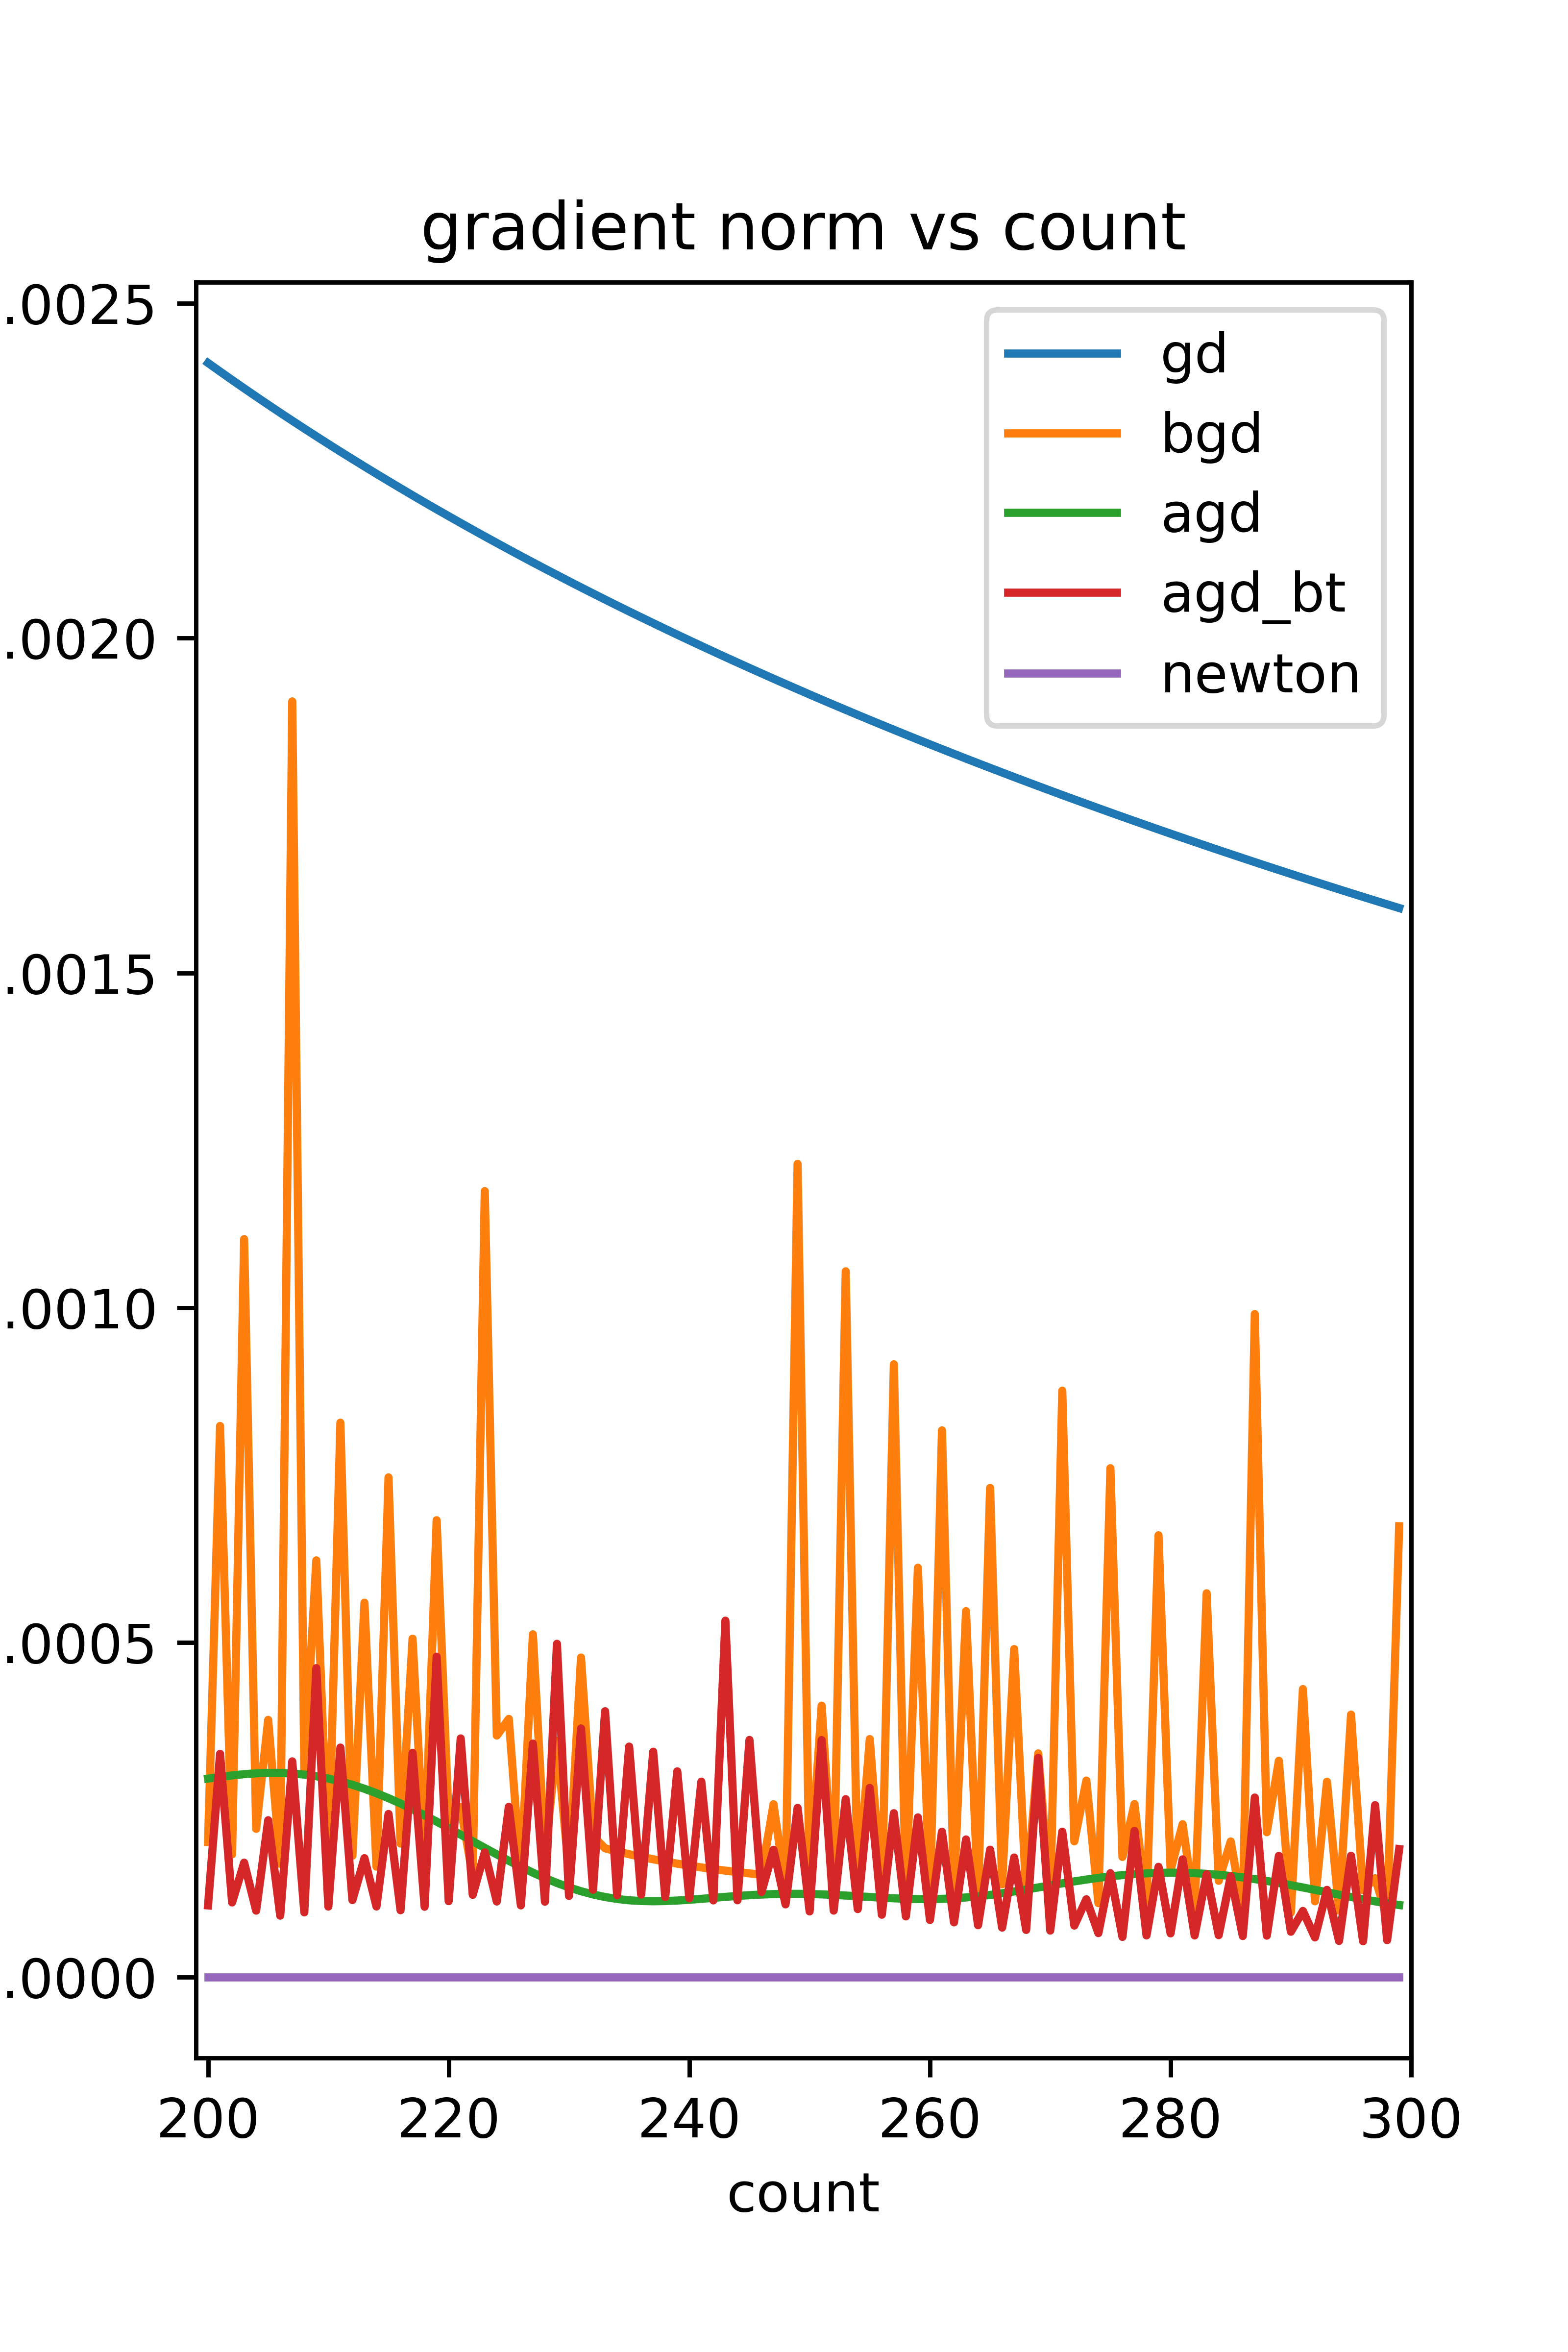 gradient norm vs count
.0025
.0020
.0015
.0010
.0005
.0000
gd
bgd
agd
agd_bt
newton
200 220 240 260 280 300
count